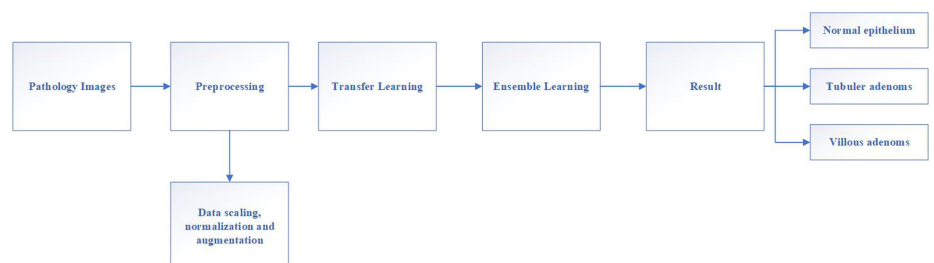 Normal epithelium
Pathology Images
Preprocessing
Transfer Learning
Ensemble Learning
Result
Tubuler adenoms
Villous adenoms
Data scaling,
normalization and
augmentation